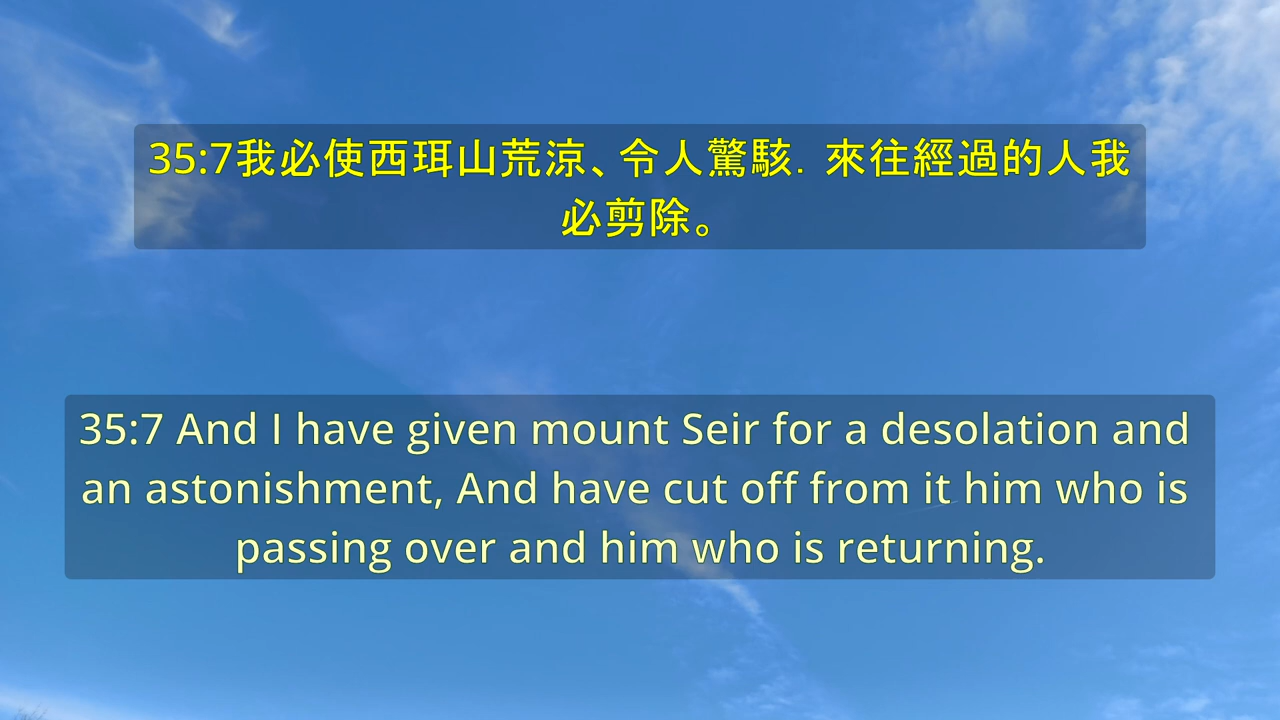 35:7我必使西珥山荒涼、令人驚駭．來往經過的人我
必剪除。
35:7 And I have given mount Seir for a desolation and
an astonishment, And have cut off from it him who is
passing over and him who is returning.